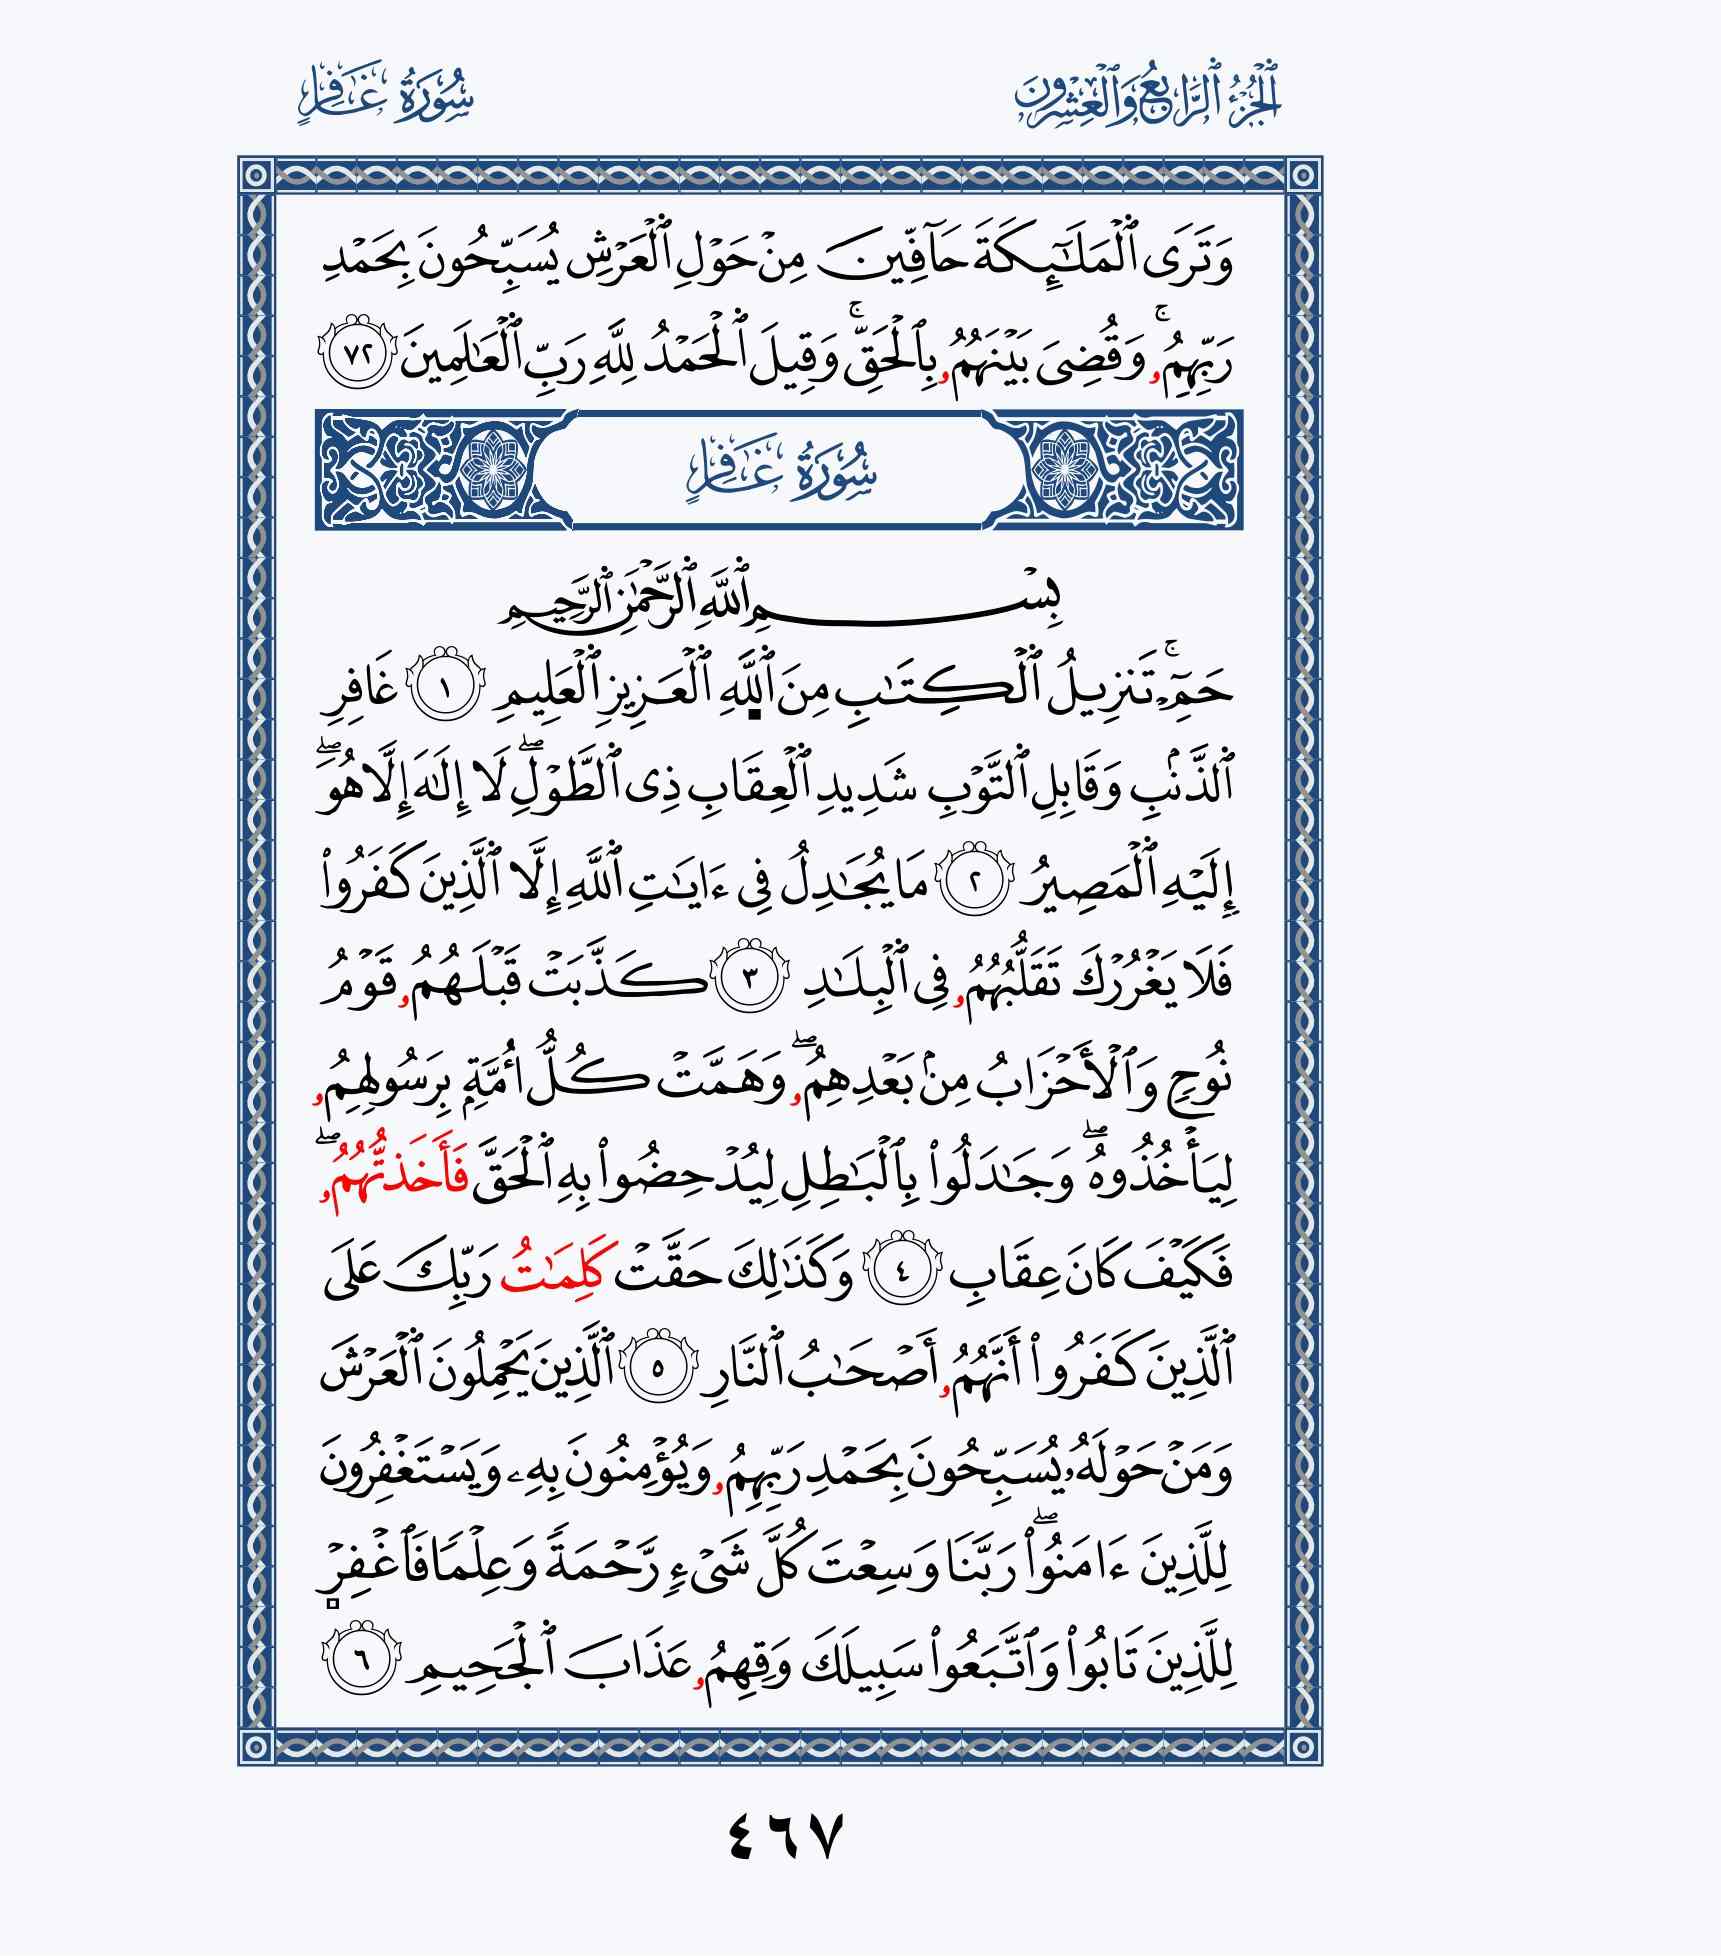 ٱلْجُزْءُ ٱلرَّابِعُ وَٱلْعِشْرُونَ
سُورَةُ غَافِرٍ
وَتَرَى ٱلْمَلَـٰٓئِكَةَ حَآفِّينَ مِنْ حَوْلِ ٱلْعَرْشِ يُسَبِّحُونَ بِحَمْدِ
رَبِّهِمُۥ ۚ وَقُضِىَ بَيْنَهُمُۥ بِٱلْحَقِّ ۚ وَقِيلَ ٱلْحَمْدُ لِلَّهِ رَبِّ ٱلْعَـٰلَمِينَ ٧٢
سُورَةُ غَافِرٍ
بِسْمِ ٱللَّهِ ٱلرَّحْمَـٰنِ ٱلرَّحِيمِ
حَمِٓۦ ۚ تَنزِيلُ ٱلْكِتَـٰبِ مِنَ ٱللَّهِ ٱلْعَزِيزِ ٱلْعَلِيمِ ١ غَافِرِ
ٱلذَّنۢبِ وَقَابِلِ ٱلتَّوْبِ شَدِيدِ ٱلْعِقَابِ ذِى ٱلطَّوْلِ ۖ لَا إِلَـٰهَ إِلَّا هُوَ ۖ
إِلَيْهِ ٱلْمَصِيرُ ٢ مَا يُجَـٰدِلُ فِى ءَايَـٰتِ ٱللَّهِ إِلَّا ٱلَّذِينَ كَفَرُوا۟
فَلَا يَغْرُرْكَ تَقَلُّبُهُمُۥ فِى ٱلْبِلَـٰدِ ٣ كَذَّبَتْ قَبْلَهُمُۥ قَوْمُ
نُوحٍ وَٱلْأَحْزَابُ مِنۢ بَعْدِهِمُۥ ۖ وَهَمَّتْ كُلُّ أُمَّةٍۭ بِرَسُولِهِمُۥ
لِيَأْخُذُوهُ ۖ وَجَـٰدَلُوا۟ بِٱلْبَـٰطِلِ لِيُدْحِضُوا۟ بِهِ ٱلْحَقَّ فَأَخَذتُّهُمُۥ ۖ
فَكَيْفَ كَانَ عِقَابِ ٤ وَكَذَٰلِكَ حَقَّتْ كَلِمَـٰتُ رَبِّكَ عَلَى
ٱلَّذِينَ كَفَرُوا۟ أَنَّهُمُۥ أَصْحَـٰبُ ٱلنَّارِ ٥ ٱلَّذِينَ يَحْمِلُونَ ٱلْعَرْشَ
وَمَنْ حَوْلَهُۥ يُسَبِّحُونَ بِحَمْدِ رَبِّهِمُۥ وَيُؤْمِنُونَ بِهِۦ وَيَسْتَغْفِرُونَ
لِلَّذِينَ ءَامَنُوا۟ ۖ رَبَّنَا وَسِعْتَ كُلَّ شَىْءٍ رَّحْمَةً وَعِلْمًا فَٱغْفِرْ
لِلَّذِينَ تَابُوا۟ وَٱتَّبَعُوا۟ سَبِيلَكَ وَقِهِمُۥ عَذَابَ ٱلْجَحِيمِ ٦
٤٦٧